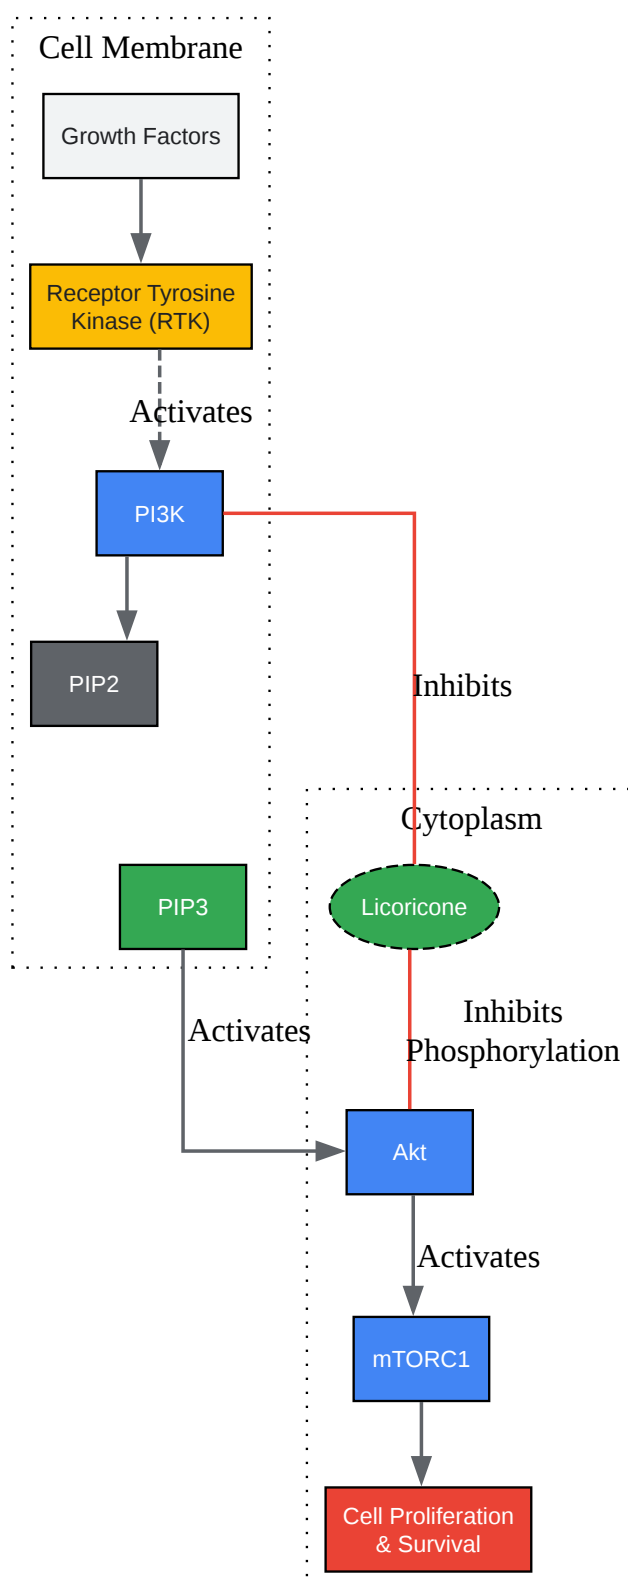 Cell Membrane
Growth Factors
Receptor Tyrosine
Kinase (RTK)
Activates
PI3K
PIP2
Inhibits
Cytoplasm
PIP3
Licoricone
Activates
Inhibits
Phosphorylation
Akt
Activates
mTORC1
Cell Proliferation
& Survival